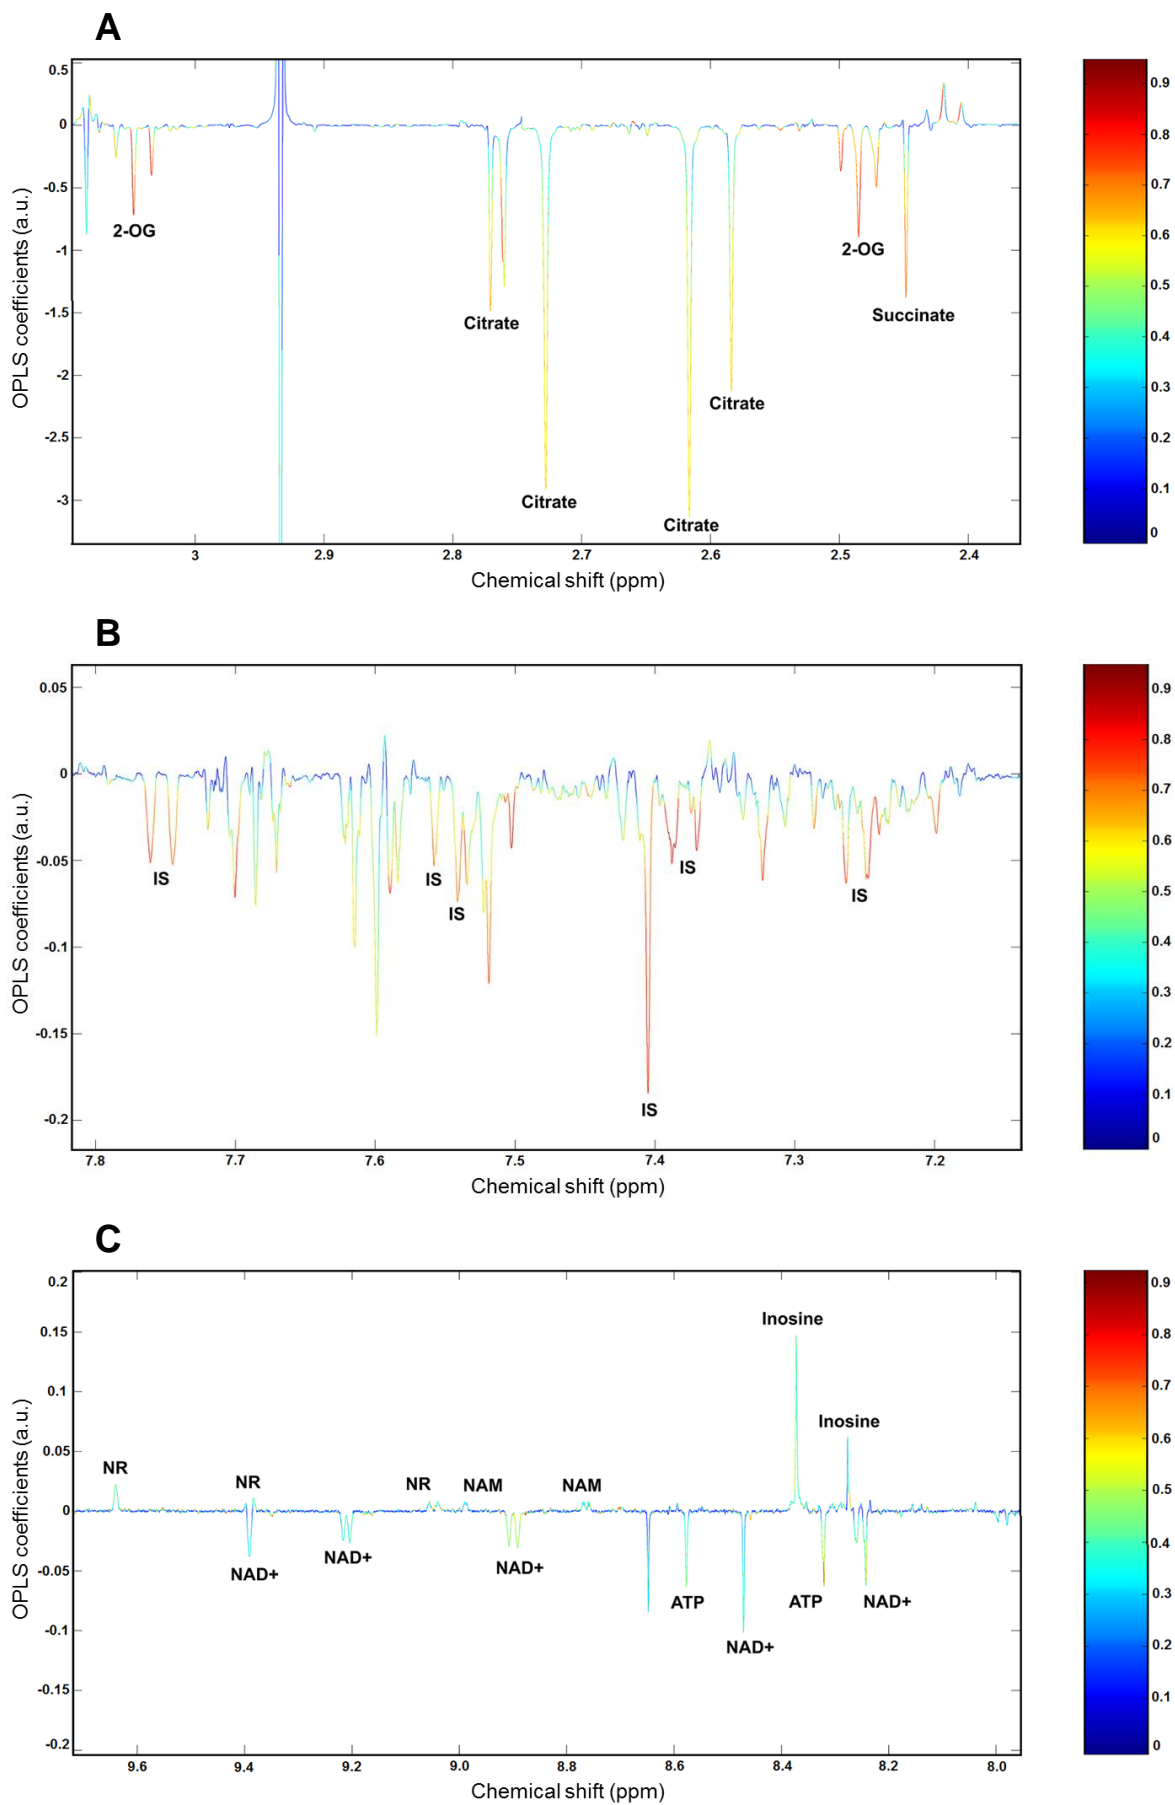 A
0.5
0
-0.5
-1
-1.5
-2
-2.5
-3
OPLS coefficients (a.u.)
2-OG
Citrate
Citrate
Citrate
Citrate
2-OG
Succinate
3
2.9
2.8
2.7
2.6
2.5
2.4
Chemical shift (ppm)
0.9
0.8
0.7
0.6
0.5
0.4
0.3
0.2
0.1
0
B
0.05
0
-0.05
-0.1
-0.15
-0.2
OPLS coefficients (a.u.)
IS
IS
IS
IS
IS
IS
7.8
7.7
7.6
7.5
7.4
7.3
7.2
Chemical shift (ppm)
0.9
0.8
0.7
0.6
0.5
0.4
0.3
0.2
0.1
0
C
0.2
0.15
0.1
0.05
0
-0.05
-0.1
-0.15
-0.2
OPLS coefficients (a.u.)
NR
NR
NR
NAM
NAM
Inosine
Inosine
NAD+
NAD+
NAD+
ATP
NAD+
ATP
NAD+
9.6
9.4
9.2
9.0
8.8
8.6
8.4
8.2
8.0
Chemical shift (ppm)
0.9
0.8
0.7
0.6
0.5
0.4
0.3
0.2
0.1
0